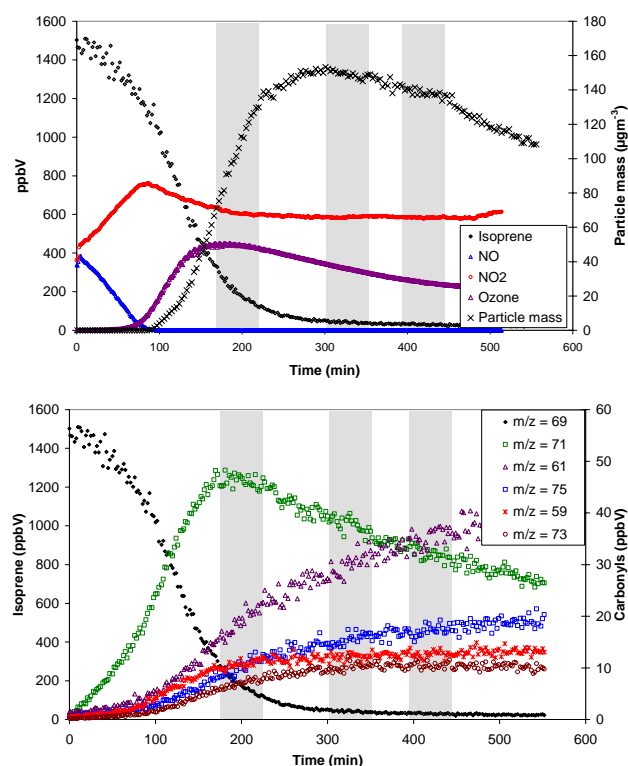 1600
1400
1200
1000
800
600
400
200
0
ppbV
180
160
140
120
100
80
60
40
20
0
Particle mass (µgm-3)
Isoprene
NO
NO2
Ozone
Particle mass
0 100 200 300 400 500 600
Time (min)
1600
1400
1200
1000
800
600
400
200
0
Isoprene (ppbV)
60
50
40
30
20
10
0
Carbonyls (ppbV)
m/z = 69
m/z = 71
m/z = 61
m/z = 75
m/z = 59
m/z = 73
0 100 200 300 400 500 600
Time (min)